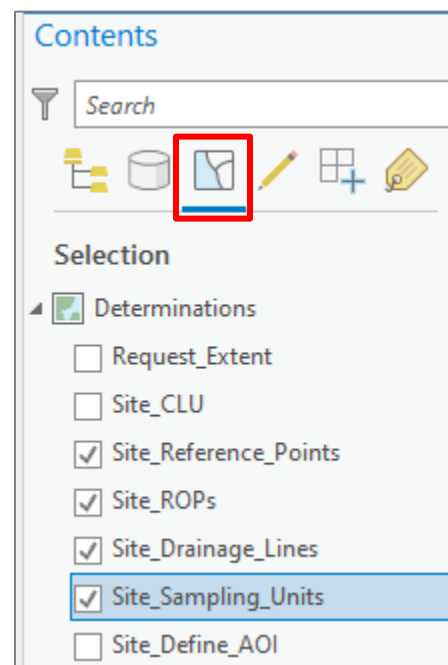 Contents
Search
Selection
Determinations
Request_Extent
Site_CLU
Site_Reference_Points
Site_ROPs
Site_Drainage_Lines
Site_Sampling_Units
Site_Define_AOI